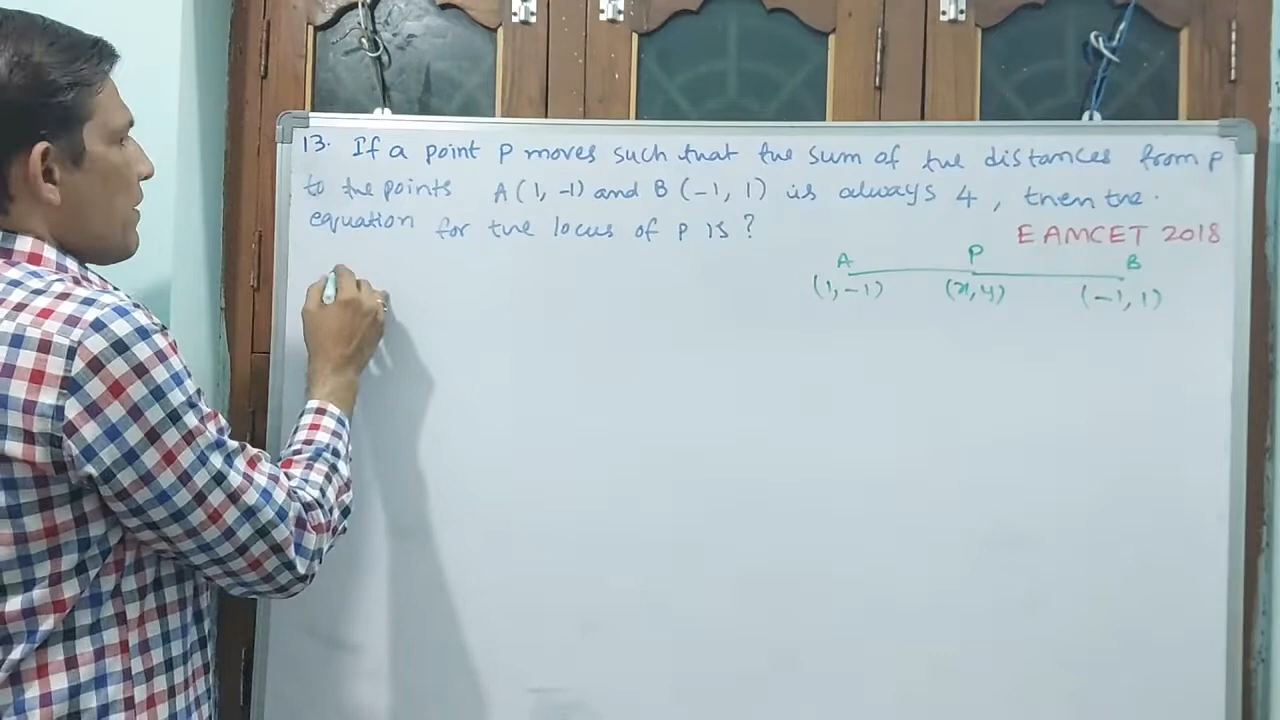 13. If a point P moves such that the sum of the distances from P
to the points A(1, -1) and B(-1, 1) is always 4, then the.
equation for the locus of P is?
EAMCET 2018
A P B
(1, -1) (x, y) (-1, 1)